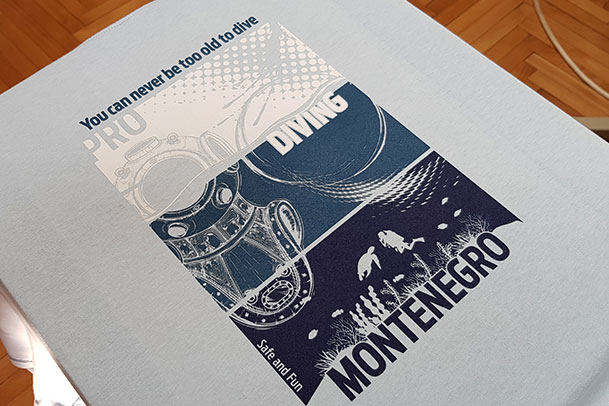 You can never be too old to dive
PRO
DIVING
Safe and Fun
MONTENEGRO